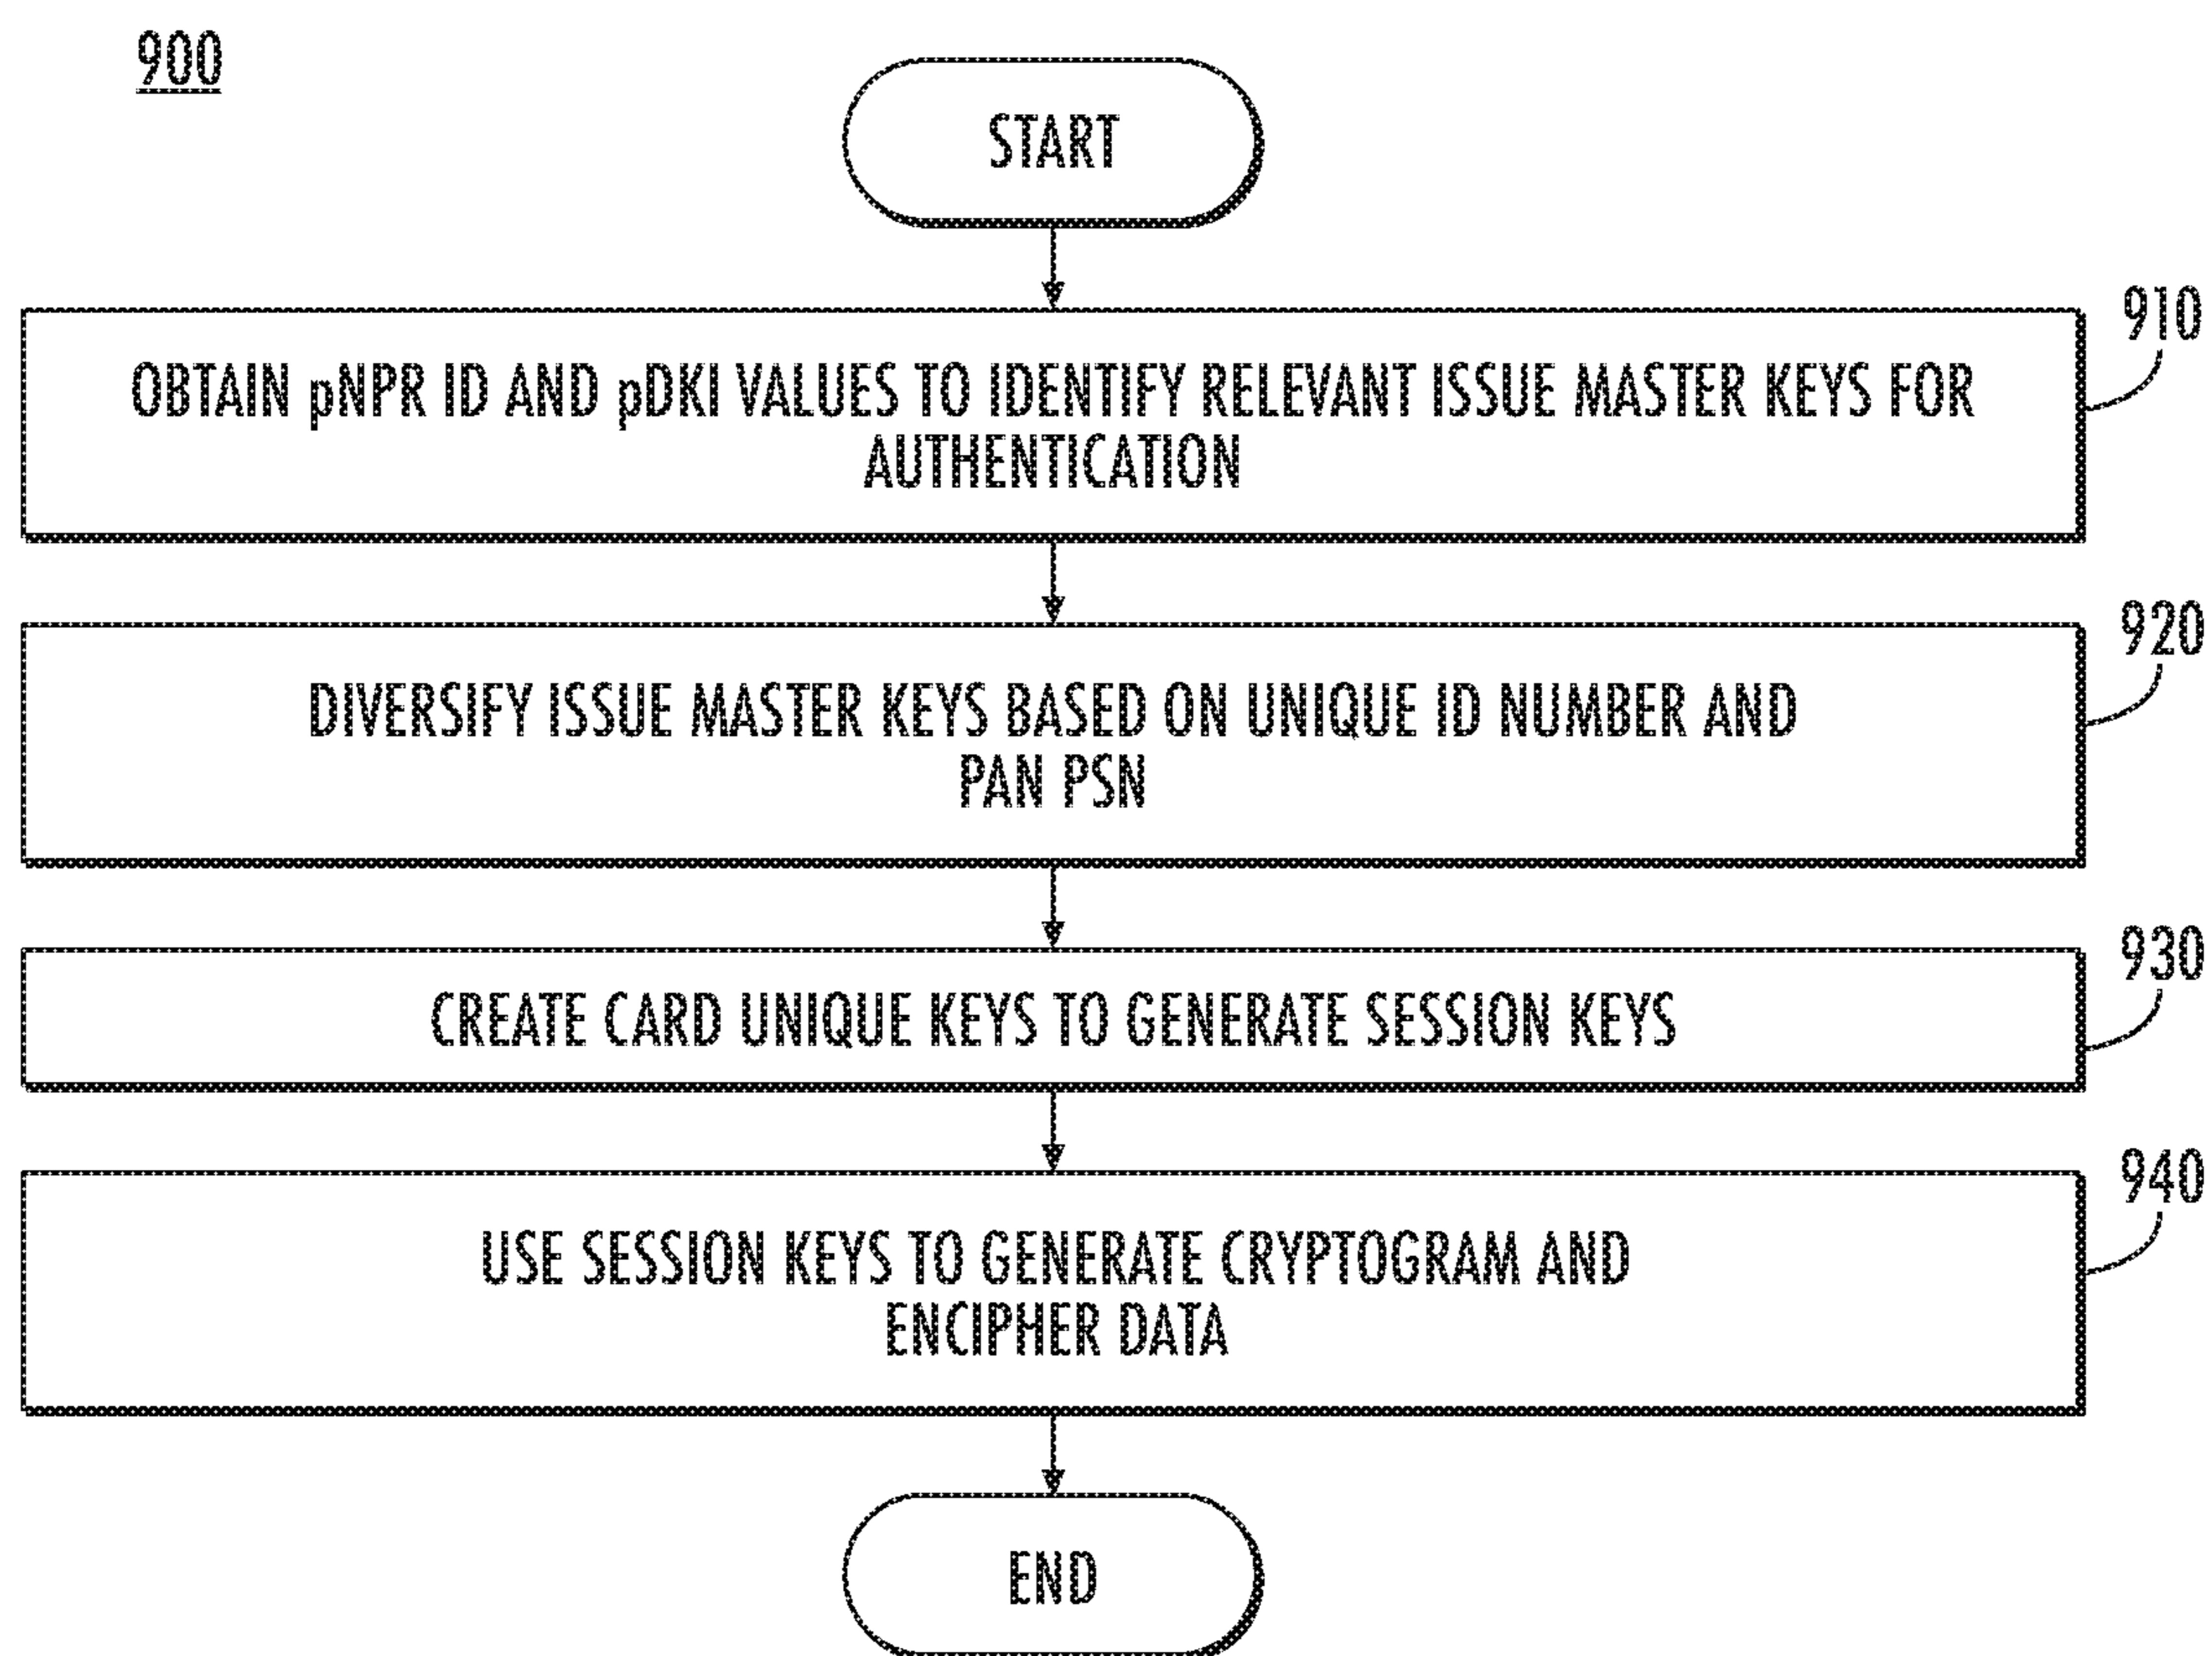 900
START
910
OBTAIN pNPR ID AND pDKI VALUES TO IDENTIFY RELEVANT ISSUE MASTER KEYS FOR
AUTHENTICATION
920
DIVERSIFY ISSUE MASTER KEYS BASED ON UNIQUE ID NUMBER AND
PAN PSN
930
CREATE CARD UNIQUE KEYS TO GENERATE SESSION KEYS
940
USE SESSION KEYS TO GENERATE CRYPTOGRAM AND
ENCIPHER DATA
END